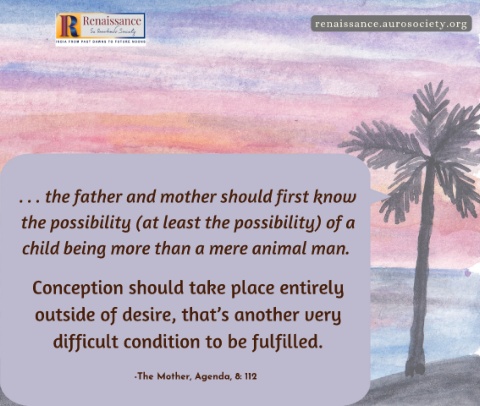 Renaissance
Sri Aurobindo Society
INDIA FROM PAST DAWNS TO FUTURE NOONS
renaissance.aurosociety.org
. . . the father and mother should first know
the possibility (at least the possibility) of a
child being more than a mere animal man.
Conception should take place entirely
outside of desire, that's another very
difficult condition to be fulfilled.
-The Mother, Agenda, 8: 112